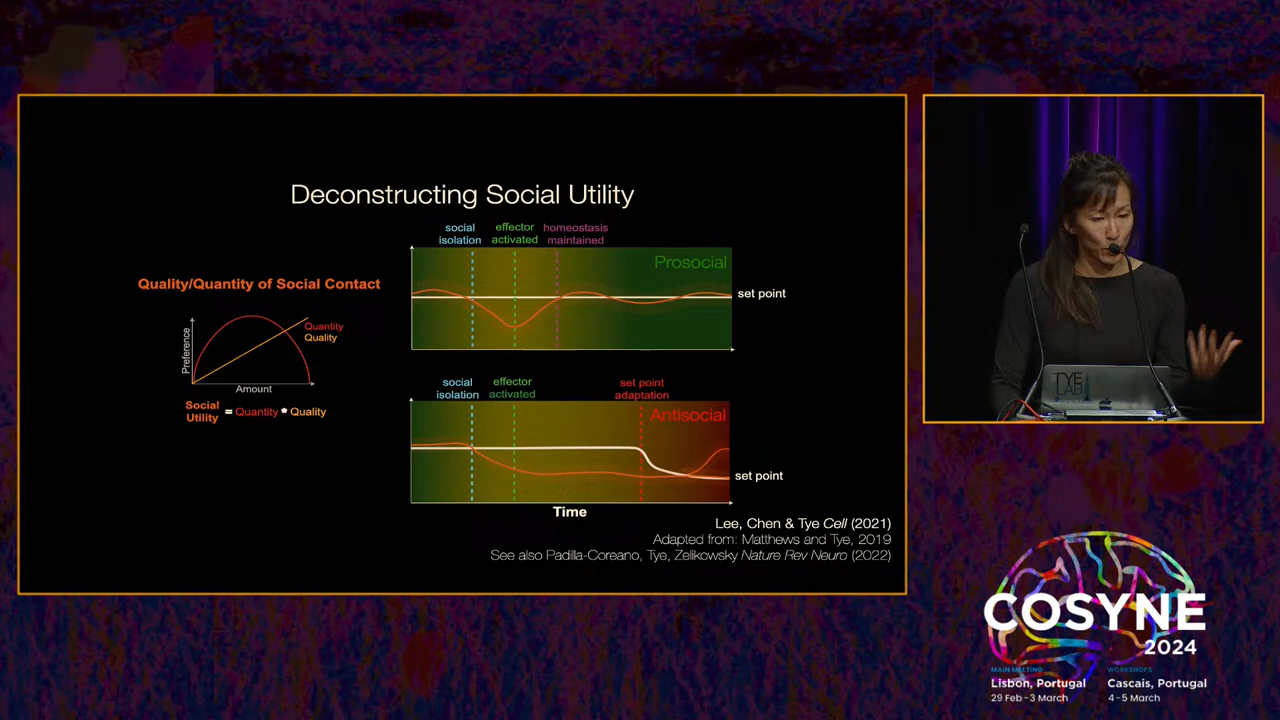 Deconstructing Social Utility
Quality/Quantity of Social Contact
Preference
Quantity
Quality
Amount
Social
Utility
= Quantity * Quality
social
isolation
effector
activated
homeostasis
maintained
Prosocial
set point
social
isolation
effector
activated
set point
adaptation
Antisocial
set point
Time
Lee, Chen & Tye Cell (2021)
Adapted from: Matthews and Tye, 2019
See also Padilla-Coreano, Tye, Zelikowsky Nature Rev Neuro (2022)
TYE
LAB
COSYNE
2024
MAIN MEETING
Lisbon, Portugal
29 Feb - 3 March
WORKSHOPS
Cascais, Portugal
4 - 5 March